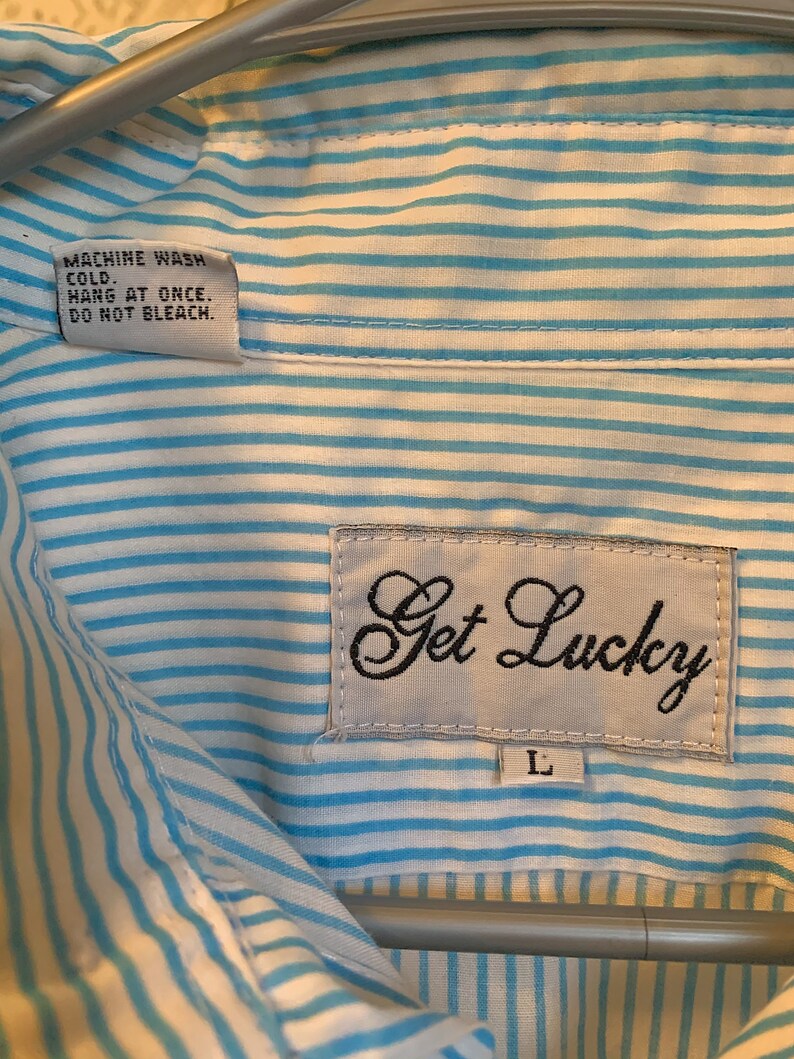 MACHINE WASH
COLD.
HANG AT ONCE.
DO NOT BLEACH.
Get Lucky
L